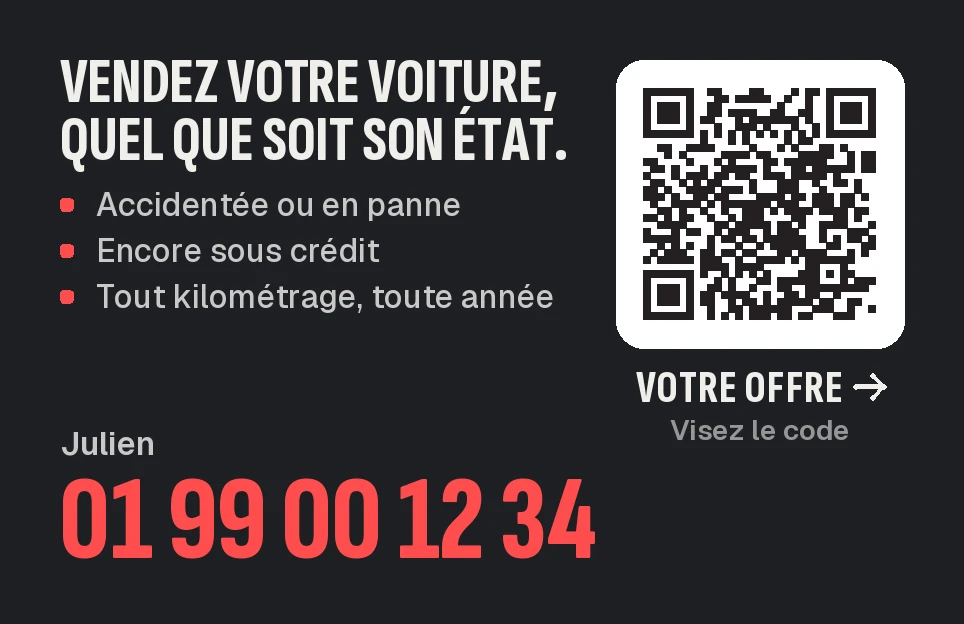 VENDEZ VOTRE VOITURE,
QUEL QUE SOIT SON ÉTAT.
Accidentée ou en panne
Encore sous crédit
Tout kilométrage, toute année
VOTRE OFFRE →
Visez le code
Julien
01 99 00 12 34